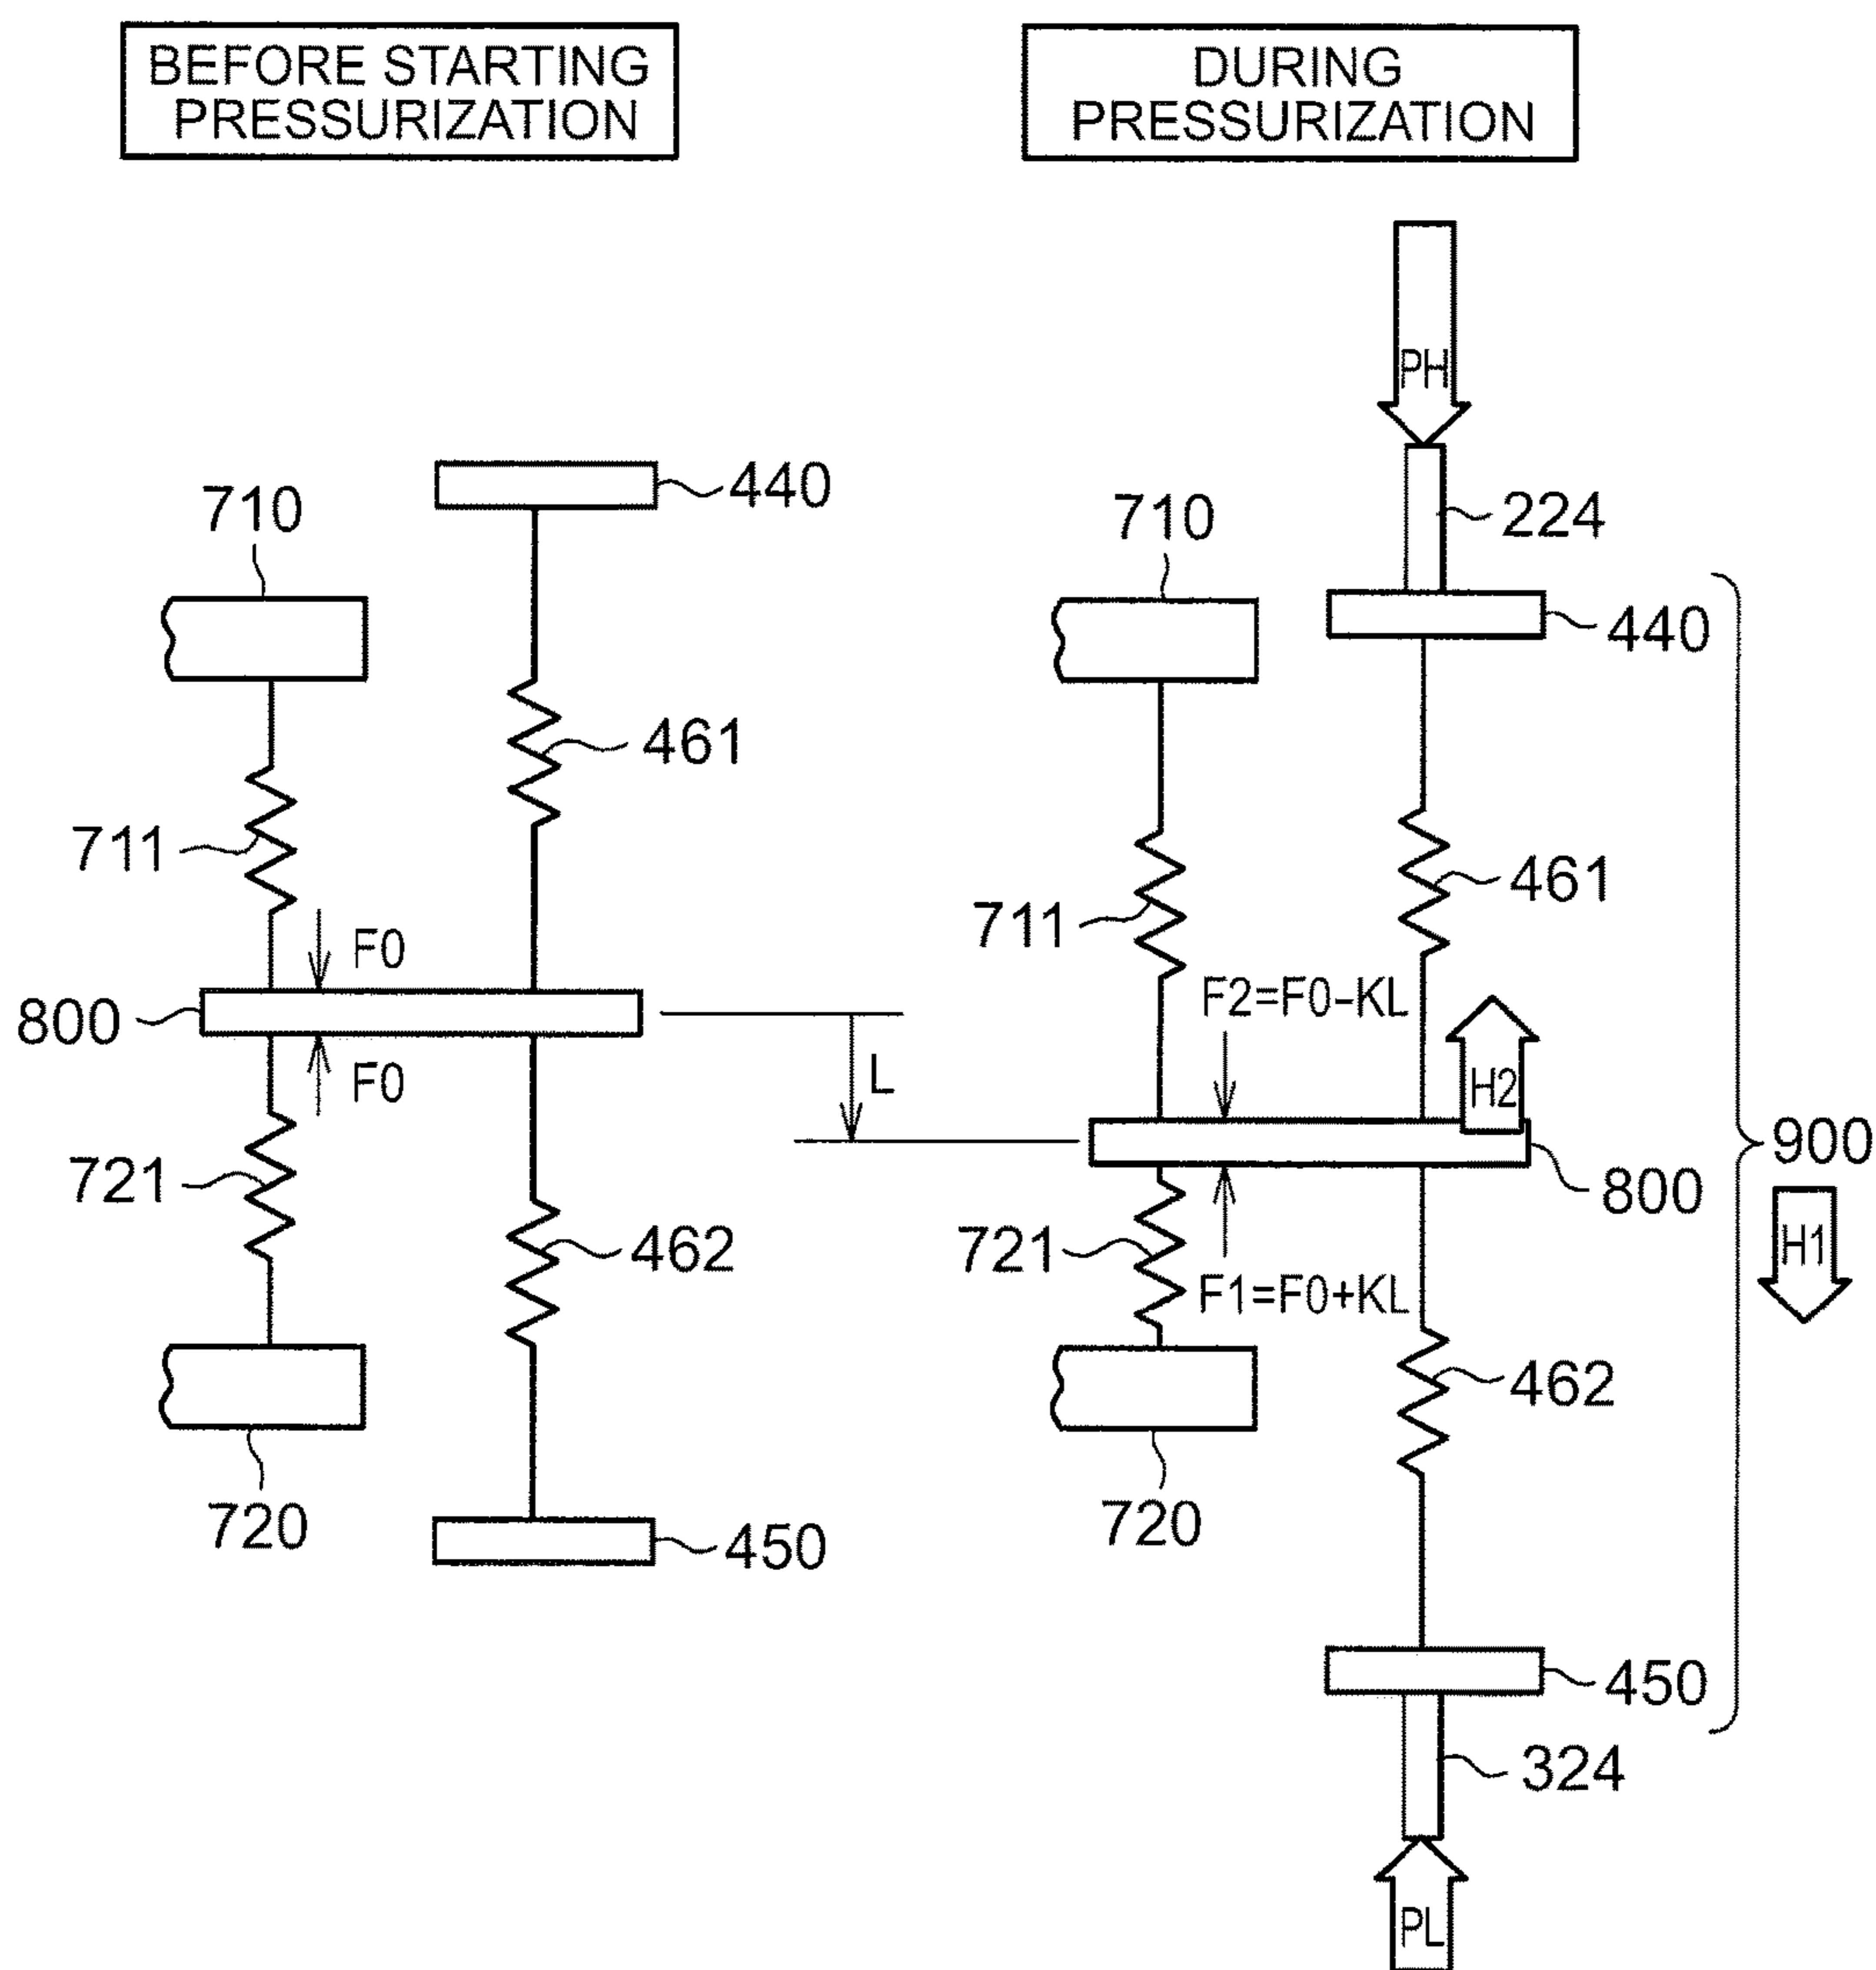 BEFORE STARTING
PRESSURIZATION
440
710
461
711
F0
800
F0
L
721
462
720
450
DURING
PRESSURIZATION
PH
224
710
440
461
711
F2=F0-KL
H2
900
800
721
H1
F1=F0+KL
462
720
450
324
PL